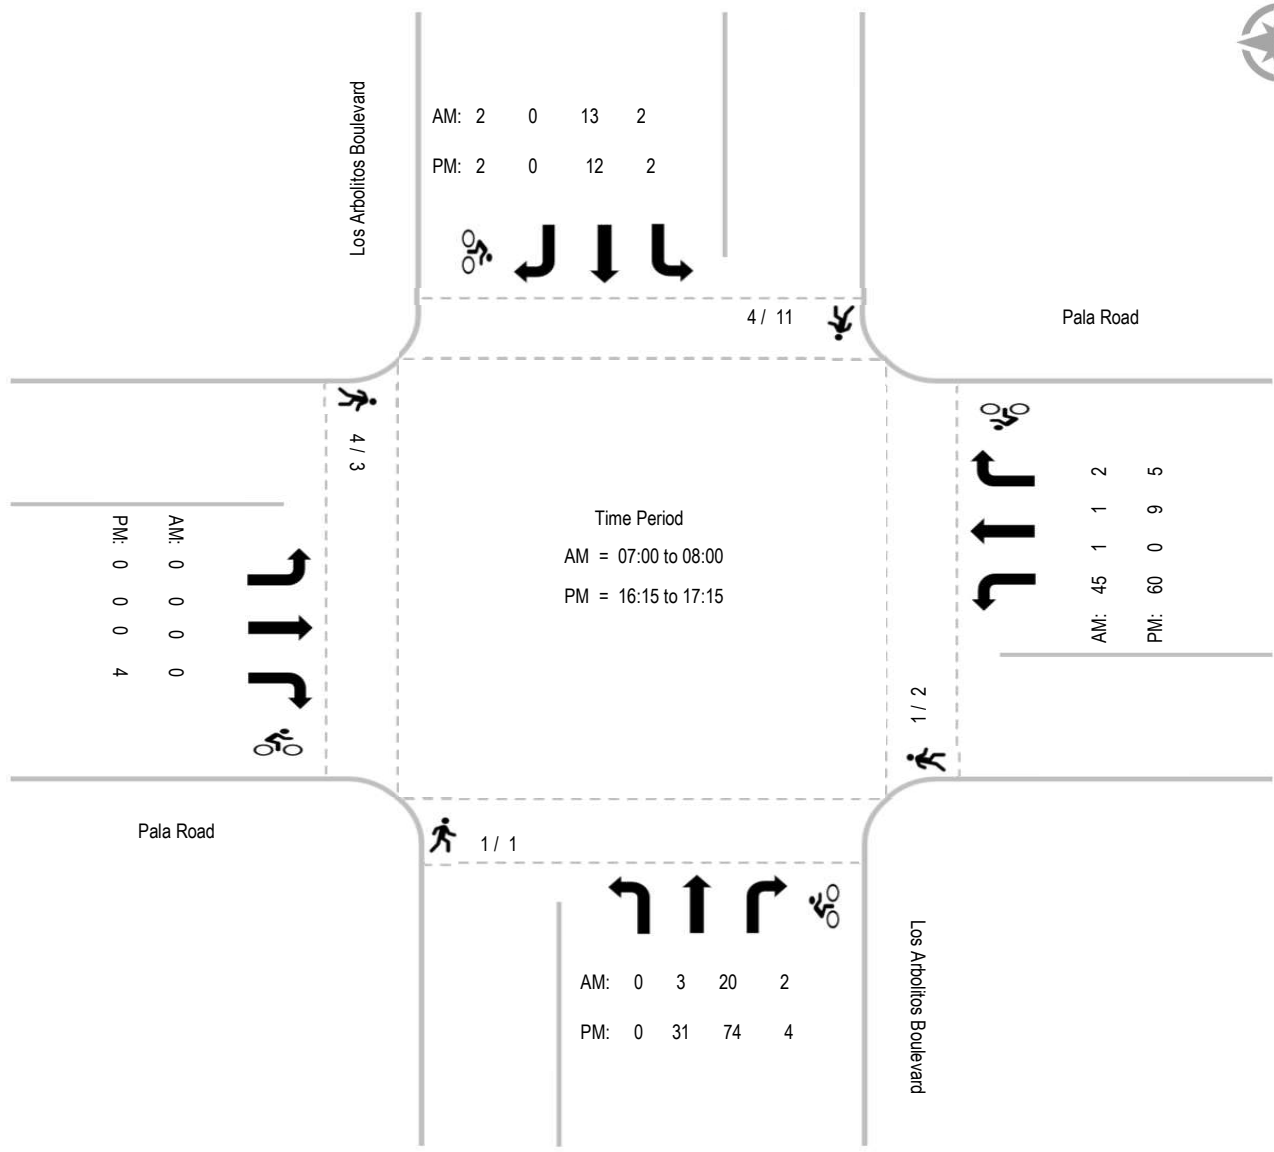 Los Arbolitos Boulevard
AM: 2 0 13 2
PM: 2 0 12 2
4 / 11
Pala Road
4 / 3
Time Period
AM = 07:00 to 08:00
PM = 16:15 to 17:15
AM: 0 0 0 0
PM: 0 0 0 4
AM: 45 1 1 2
PM: 60 0 9 5
1 / 2
Pala Road
1 / 1
AM: 0 3 20 2
PM: 0 31 74 4
Los Arbolitos Boulevard